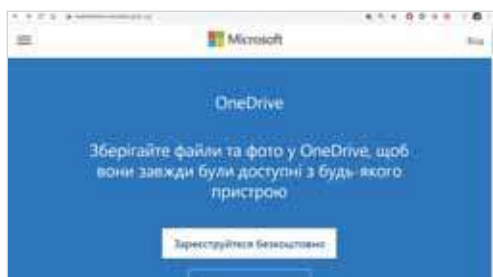 Microsoft
Вхід
OneDrive
Зберігайте файли та фото у OneDrive, щоб
вони завжди були доступні з будь-якого
пристрою
Зареєструйтеся безкоштовно